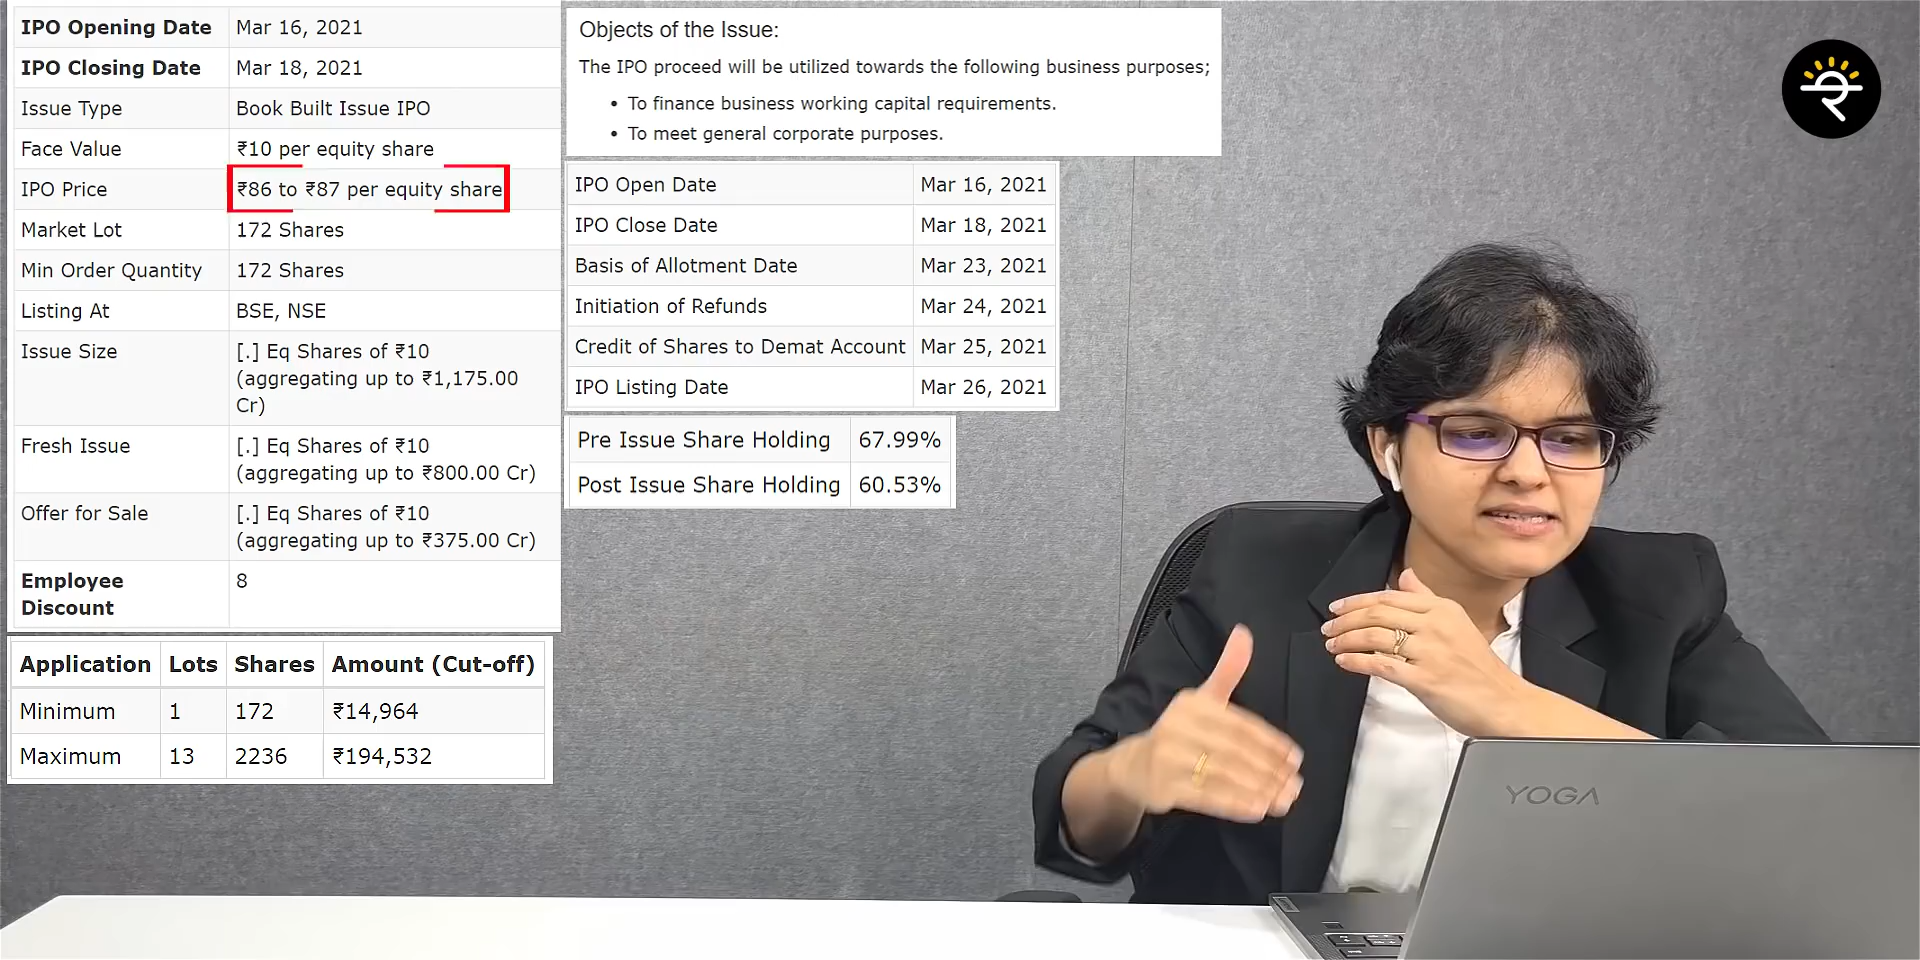 IPO Opening Date Mar 16, 2021
IPO Closing Date Mar 18, 2021
Issue Type Book Built Issue IPO
Face Value ₹10 per equity share
IPO Price ₹86 to ₹87 per equity share
Market Lot 172 Shares
Min Order Quantity 172 Shares
Listing At BSE, NSE
Issue Size [.] Eq Shares of ₹10
(aggregating up to ₹1,175.00
Cr)
Fresh Issue [.] Eq Shares of ₹10
(aggregating up to ₹800.00 Cr)
Offer for Sale [.] Eq Shares of ₹10
(aggregating up to ₹375.00 Cr)
Employee 8
Discount
Application Lots Shares Amount (Cut-off)
Minimum 1 172 ₹14,964
Maximum 13 2236 ₹194,532
Objects of the Issue:
The IPO proceed will be utilized towards the following business purposes;
• To finance business working capital requirements.
• To meet general corporate purposes.
IPO Open Date Mar 16, 2021
IPO Close Date Mar 18, 2021
Basis of Allotment Date Mar 23, 2021
Initiation of Refunds Mar 24, 2021
Credit of Shares to Demat Account Mar 25, 2021
IPO Listing Date Mar 26, 2021
Pre Issue Share Holding 67.99%
Post Issue Share Holding 60.53%
YOGA